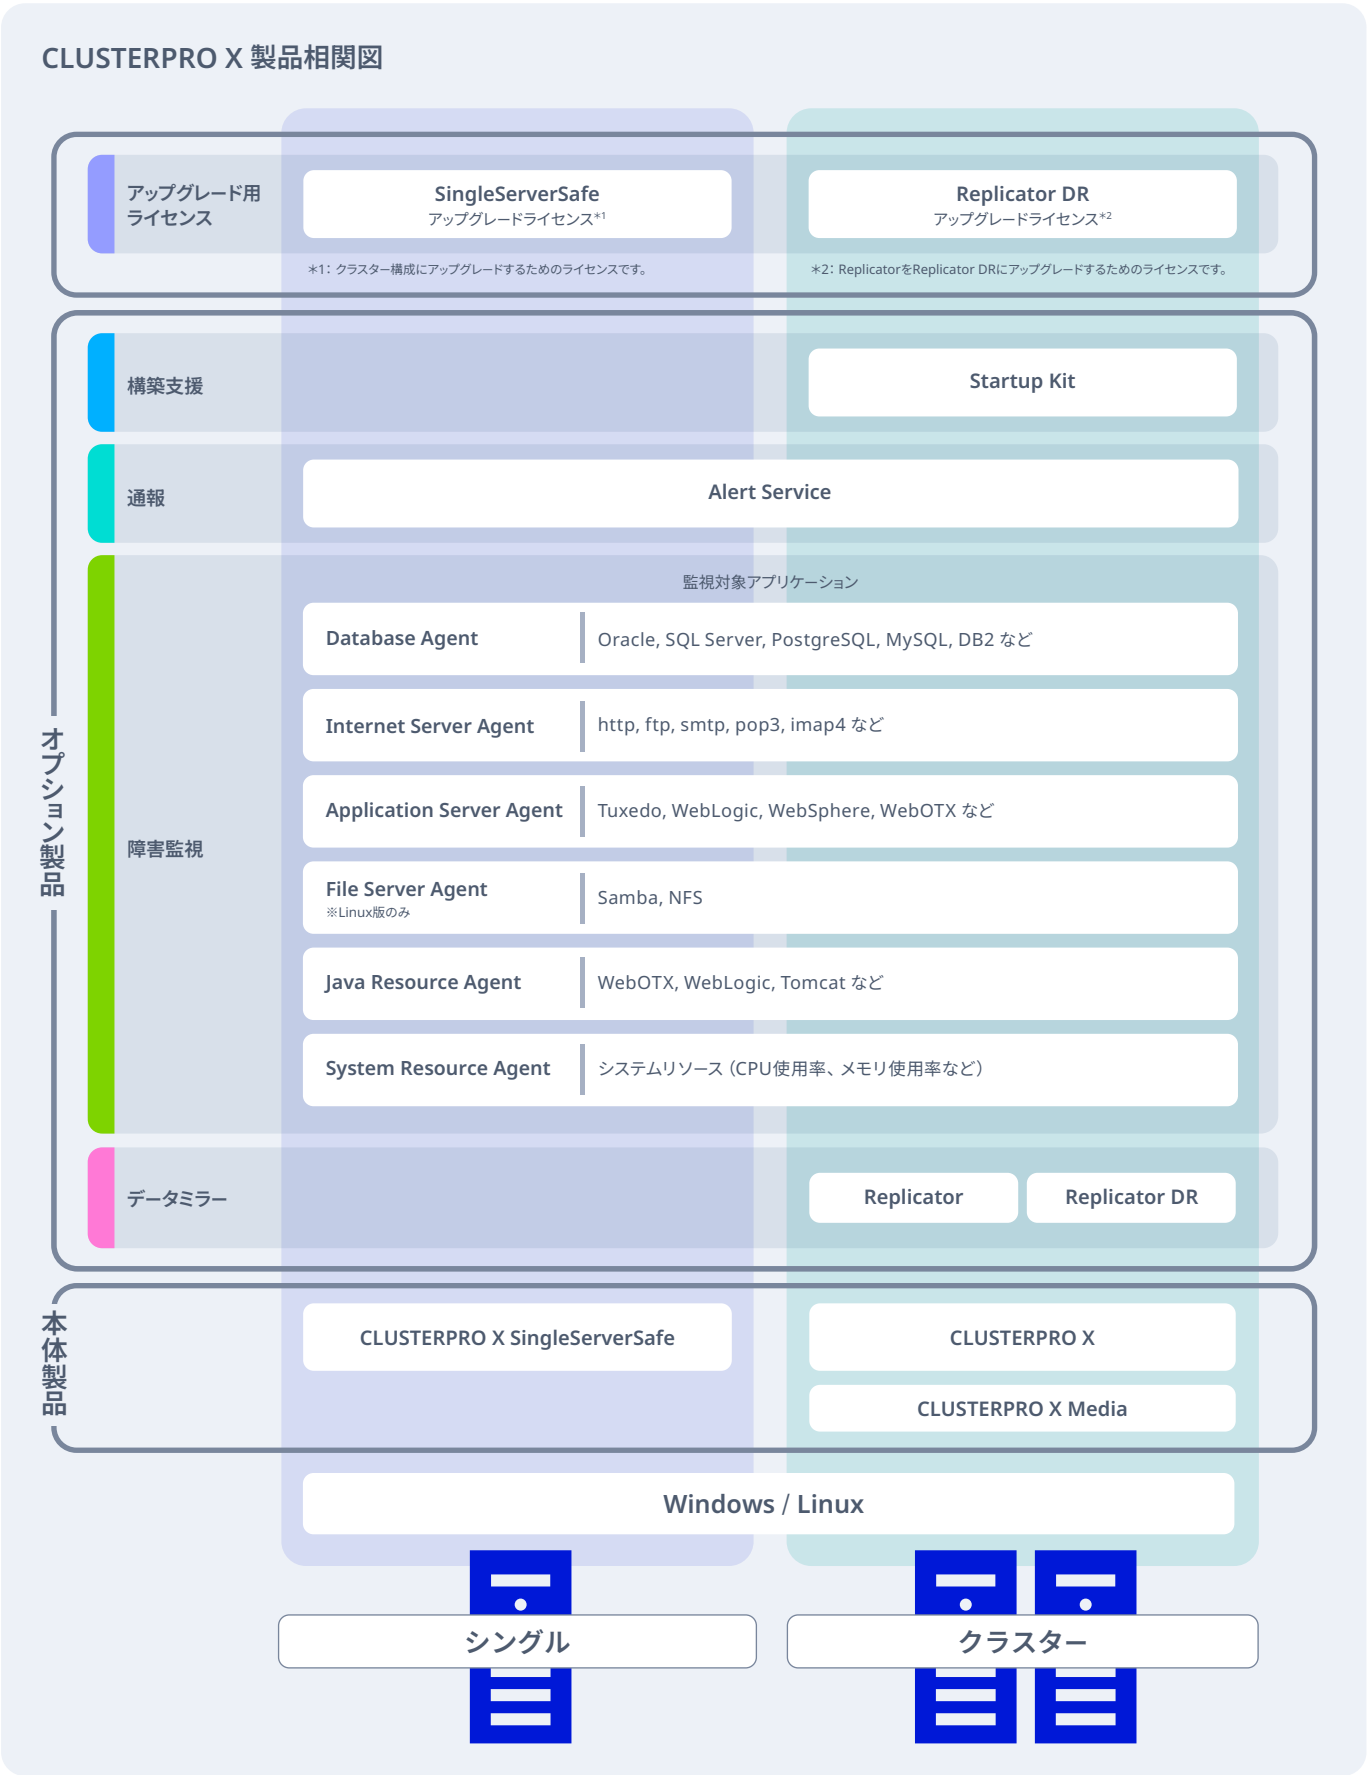 CLUSTERPRO X 製品相関図
アップグレード用
ライセンス
SingleServerSafe
アップグレードライセンス*1
Replicator DR
アップグレードライセンス*2
*1: クラスター構成にアップグレードするためのライセンスです。
*2: ReplicatorをReplicator DRにアップグレードするためのライセンスです。
オプション製品
構築支援
Startup Kit
通報
Alert Service
障害監視
監視対象アプリケーション
Database Agent
Oracle, SQL Server, PostgreSQL, MySQL, DB2 など
Internet Server Agent
http, ftp, smtp, pop3, imap4 など
Application Server Agent
Tuxedo, WebLogic, WebSphere, WebOTX など
File Server Agent
※Linux版のみ
Samba, NFS
Java Resource Agent
WebOTX, WebLogic, Tomcat など
System Resource Agent
システムリソース（CPU使用率、メモリ使用率など）
データミラー
Replicator
Replicator DR
本体製品
CLUSTERPRO X SingleServerSafe
CLUSTERPRO X
CLUSTERPRO X Media
Windows / Linux
シングル
クラスター